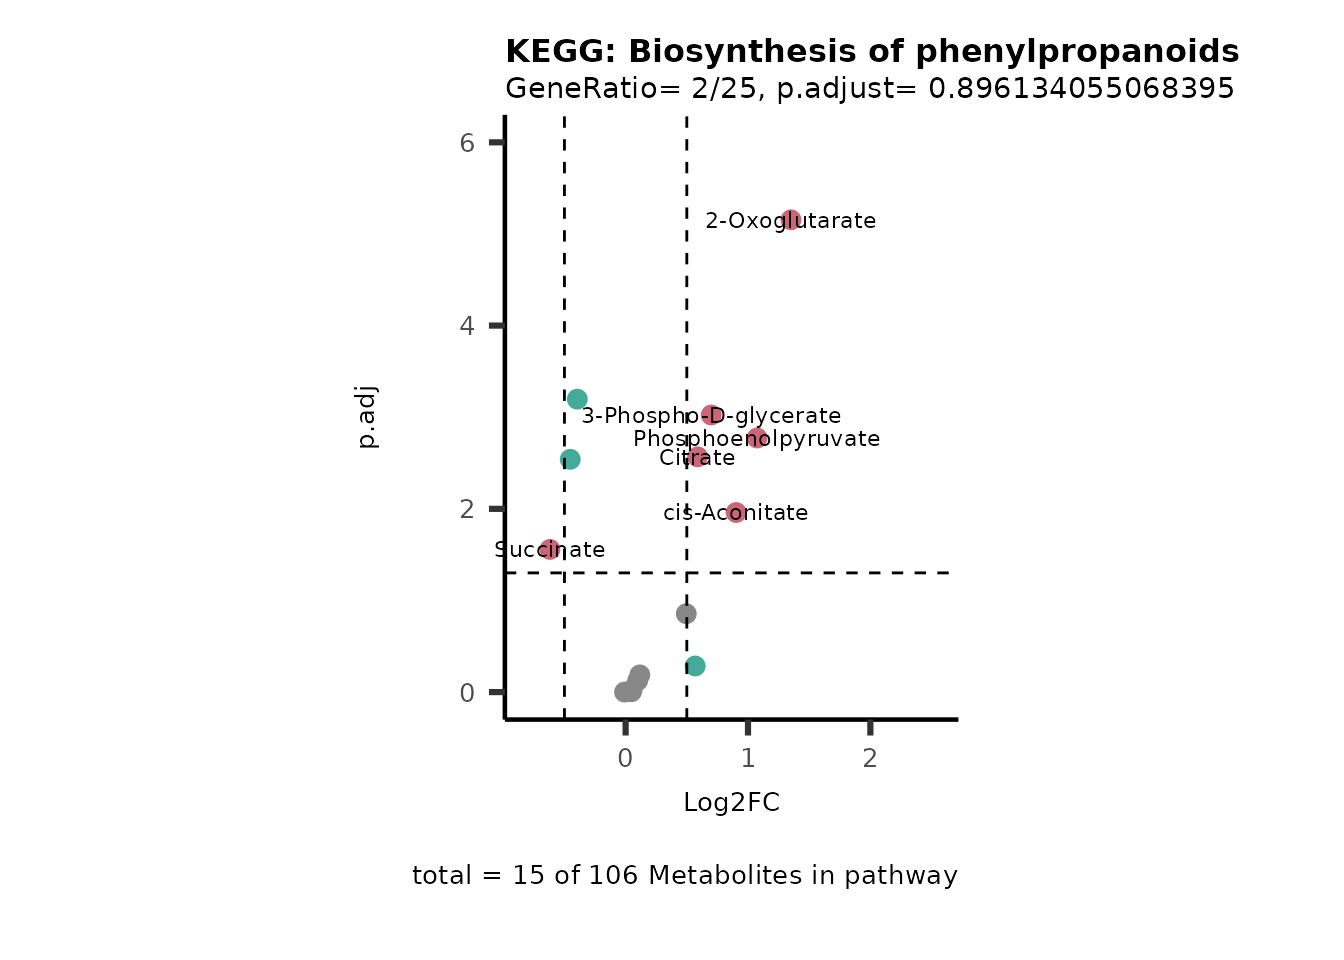 KEGG: Biosynthesis of phenylpropanoids
GeneRatio= 2/25, p.adjust= 0.896134055068395
6
2-Oxoglutarate
4
3-Phospho-D-glycerate
p.adj
Phosphoenolpyruvate
Citrate
2
cis-Aconitate
Succinate
0
0 1 2
Log2FC
total = 15 of 106 Metabolites in pathway